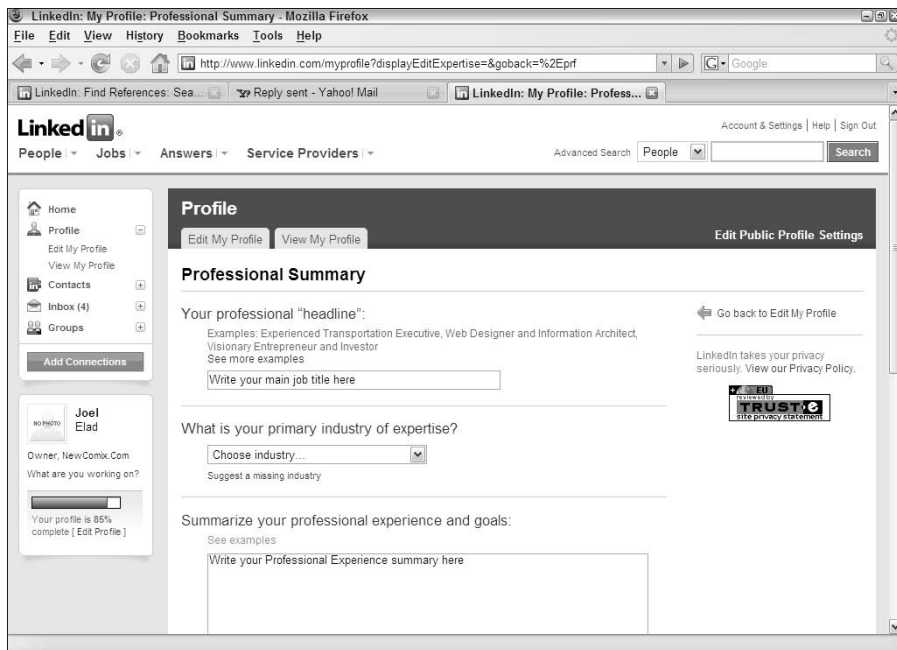 LinkedIn: My Profile: Professional Summary - Mozilla Firefox
File Edit View History Bookmarks Tools Help
http://www.linkedin.com/myprofile?displayEditExpertise=&goback=%2Eprf
G Google
LinkedIn: Find References: Sea...
Reply sent - Yahoo! Mail
LinkedIn: My Profile: Profess...
Linked in®
Account & Settings | Help | Sign Out
People Jobs Answers Service Providers
Advanced Search People Search
Home
Profile
Edit My Profile
View My Profile
Contacts
Inbox (4)
Groups
Add Connections
NO PHOTO
Joel
Elad
Owner, NewComix.Com
What are you working on?
Your profile is 85%
complete [ Edit Profile ]
Profile
Edit My Profile View My Profile
Edit Public Profile Settings
Professional Summary
Your professional “headline”:
Examples: Experienced Transportation Executive, Web Designer and Information Architect,
Visionary Entrepreneur and Investor
See more examples
Write your main job title here
What is your primary industry of expertise?
Choose industry...
Suggest a missing industry
Summarize your professional experience and goals:
See examples
Write your Professional Experience summary here
Go back to Edit My Profile
LinkedIn takes your privacy
seriously. View our Privacy Policy.
EU
reviewed by
TRUSTe
site privacy statement